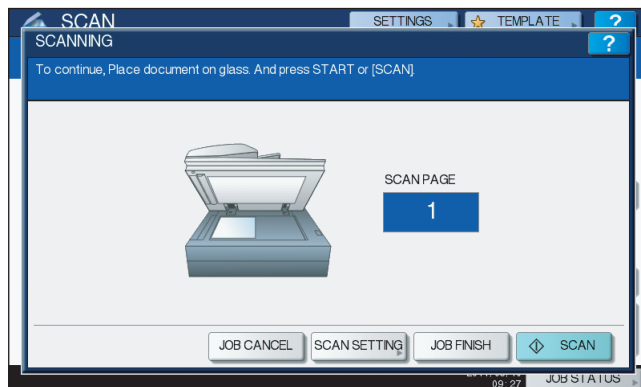 SCAN
SETTINGS
TEMPLATE
?
SCANNING
?
To continue, Place document on glass. And press START or [SCAN].
SCAN PAGE
1
JOB CANCEL
SCAN SETTING
JOB FINISH
SCAN
09:27
JOB STATUS